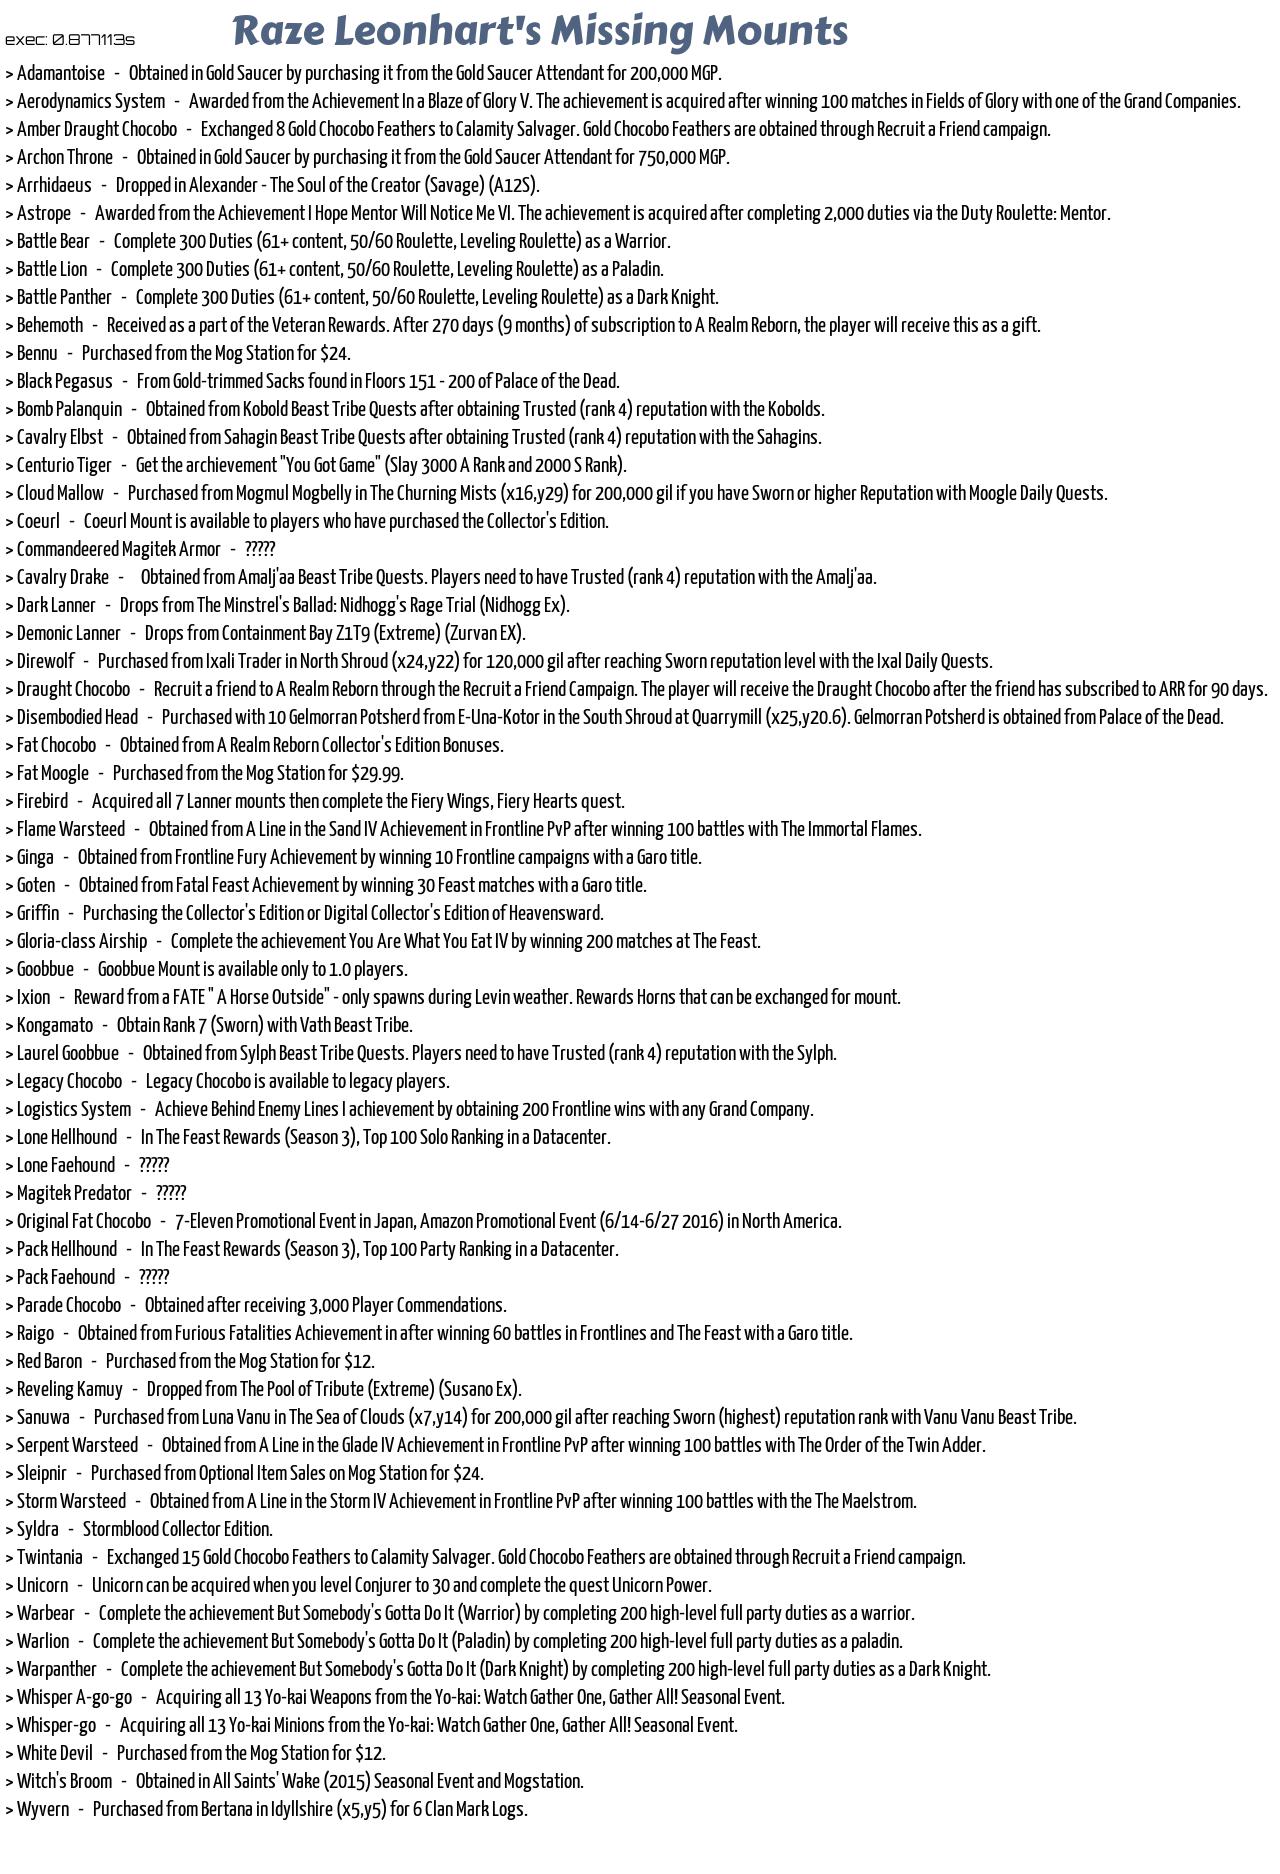 exec: 0.877113s
Raze Leonhart's Missing Mounts
> Adamantoise - Obtained in Gold Saucer by purchasing it from the Gold Saucer Attendant for 200,000 MGP.
> Aerodynamics System - Awarded from the Achievement In a Blaze of Glory V. The achievement is acquired after winning 100 matches in Fields of Glory with one of the Grand Companies.
> Amber Draught Chocobo - Exchanged 8 Gold Chocobo Feathers to Calamity Salvager. Gold Chocobo Feathers are obtained through Recruit a Friend campaign.
> Archon Throne - Obtained in Gold Saucer by purchasing it from the Gold Saucer Attendant for 750,000 MGP.
> Arrhidaeus - Dropped in Alexander - The Soul of the Creator (Savage) (A12S).
> Astrope - Awarded from the Achievement I Hope Mentor Will Notice Me VI. The achievement is acquired after completing 2,000 duties via the Duty Roulette: Mentor.
> Battle Bear - Complete 300 Duties (61+ content, 50/60 Roulette, Leveling Roulette) as a Warrior.
> Battle Lion - Complete 300 Duties (61+ content, 50/60 Roulette, Leveling Roulette) as a Paladin.
> Battle Panther - Complete 300 Duties (61+ content, 50/60 Roulette, Leveling Roulette) as a Dark Knight.
> Behemoth - Received as a part of the Veteran Rewards. After 270 days (9 months) of subscription to A Realm Reborn, the player will receive this as a gift.
> Bennu - Purchased from the Mog Station for $24.
> Black Pegasus - From Gold-trimmed Sacks found in Floors 151 - 200 of Palace of the Dead.
> Bomb Palanquin - Obtained from Kobold Beast Tribe Quests after obtaining Trusted (rank 4) reputation with the Kobolds.
> Cavalry Elbst - Obtained from Sahagin Beast Tribe Quests after obtaining Trusted (rank 4) reputation with the Sahagins.
> Centurio Tiger - Get the archievement "You Got Game" (Slay 3000 A Rank and 2000 S Rank).
> Cloud Mallow - Purchased from Mogmul Mogbelly in The Churning Mists (x16,y29) for 200,000 gil if you have Sworn or higher Reputation with Moogle Daily Quests.
> Coeurl - Coeurl Mount is available to players who have purchased the Collector's Edition.
> Commandeered Magitek Armor - ?????
> Cavalry Drake - Obtained from Amalj'aa Beast Tribe Quests. Players need to have Trusted (rank 4) reputation with the Amalj'aa.
> Dark Lanner - Drops from The Minstrel's Ballad: Nidhogg's Rage Trial (Nidhogg Ex).
> Demonic Lanner - Drops from Containment Bay Z1T9 (Extreme) (Zurvan EX).
> Direwolf - Purchased from Ixali Trader in North Shroud (x24,y22) for 120,000 gil after reaching Sworn reputation level with the Ixal Daily Quests.
> Draught Chocobo - Recruit a friend to A Realm Reborn through the Recruit a Friend Campaign. The player will receive the Draught Chocobo after the friend has subscribed to ARR for 90 days.
> Disembodied Head - Purchased with 10 Gelmorran Potsherd from E-Una-Kotor in the South Shroud at Quarrymill (x25,y20.6). Gelmorran Potsherd is obtained from Palace of the Dead.
> Fat Chocobo - Obtained from A Realm Reborn Collector's Edition Bonuses.
> Fat Moogle - Purchased from the Mog Station for $29.99.
> Firebird - Acquired all 7 Lanner mounts then complete the Fiery Wings, Fiery Hearts quest.
> Flame Warsteed - Obtained from A Line in the Sand IV Achievement in Frontline PvP after winning 100 battles with The Immortal Flames.
> Ginga - Obtained from Frontline Fury Achievement by winning 10 Frontline campaigns with a Garo title.
> Goten - Obtained from Fatal Feast Achievement by winning 30 Feast matches with a Garo title.
> Griffin - Purchasing the Collector's Edition or Digital Collector's Edition of Heavensward.
> Gloria-class Airship - Complete the achievement You Are What You Eat IV by winning 200 matches at The Feast.
> Goobbue - Goobbue Mount is available only to 1.0 players.
> Ixion - Reward from a FATE " A Horse Outside" - only spawns during Levin weather. Rewards Horns that can be exchanged for mount.
> Kongamato - Obtain Rank 7 (Sworn) with Vath Beast Tribe.
> Laurel Goobbue - Obtained from Sylph Beast Tribe Quests. Players need to have Trusted (rank 4) reputation with the Sylph.
> Legacy Chocobo - Legacy Chocobo is available to legacy players.
> Logistics System - Achieve Behind Enemy Lines I achievement by obtaining 200 Frontline wins with any Grand Company.
> Lone Hellhound - In The Feast Rewards (Season 3), Top 100 Solo Ranking in a Datacenter.
> Lone Faehound - ?????
> Magitek Predator - ?????
> Original Fat Chocobo - 7-Eleven Promotional Event in Japan, Amazon Promotional Event (6/14-6/27 2016) in North America.
> Pack Hellhound - In The Feast Rewards (Season 3), Top 100 Party Ranking in a Datacenter.
> Pack Faehound - ?????
> Parade Chocobo - Obtained after receiving 3,000 Player Commendations.
> Raigo - Obtained from Furious Fatalities Achievement in after winning 60 battles in Frontlines and The Feast with a Garo title.
> Red Baron - Purchased from the Mog Station for $12.
> Reveling Kamuy - Dropped from The Pool of Tribute (Extreme) (Susano Ex).
> Sanuwa - Purchased from Luna Vanu in The Sea of Clouds (x7,y14) for 200,000 gil after reaching Sworn (highest) reputation rank with Vanu Vanu Beast Tribe.
> Serpent Warsteed - Obtained from A Line in the Glade IV Achievement in Frontline PvP after winning 100 battles with The Order of the Twin Adder.
> Sleipnir - Purchased from Optional Item Sales on Mog Station for $24.
> Storm Warsteed - Obtained from A Line in the Storm IV Achievement in Frontline PvP after winning 100 battles with the The Maelstrom.
> Syldra - Stormblood Collector Edition.
> Twintania - Exchanged 15 Gold Chocobo Feathers to Calamity Salvager. Gold Chocobo Feathers are obtained through Recruit a Friend campaign.
> Unicorn - Unicorn can be acquired when you level Conjurer to 30 and complete the quest Unicorn Power.
> Warbear - Complete the achievement But Somebody's Gotta Do It (Warrior) by completing 200 high-level full party duties as a warrior.
> Warlion - Complete the achievement But Somebody's Gotta Do It (Paladin) by completing 200 high-level full party duties as a paladin.
> Warpanther - Complete the achievement But Somebody's Gotta Do It (Dark Knight) by completing 200 high-level full party duties as a Dark Knight.
> Whisper A-go-go - Acquiring all 13 Yo-kai Weapons from the Yo-kai: Watch Gather One, Gather All! Seasonal Event.
> Whisper-go - Acquiring all 13 Yo-kai Minions from the Yo-kai: Watch Gather One, Gather All! Seasonal Event.
> White Devil - Purchased from the Mog Station for $12.
> Witch's Broom - Obtained in All Saints' Wake (2015) Seasonal Event and Mogstation.
> Wyvern - Purchased from Bertana in Idyllshire (x5,y5) for 6 Clan Mark Logs.